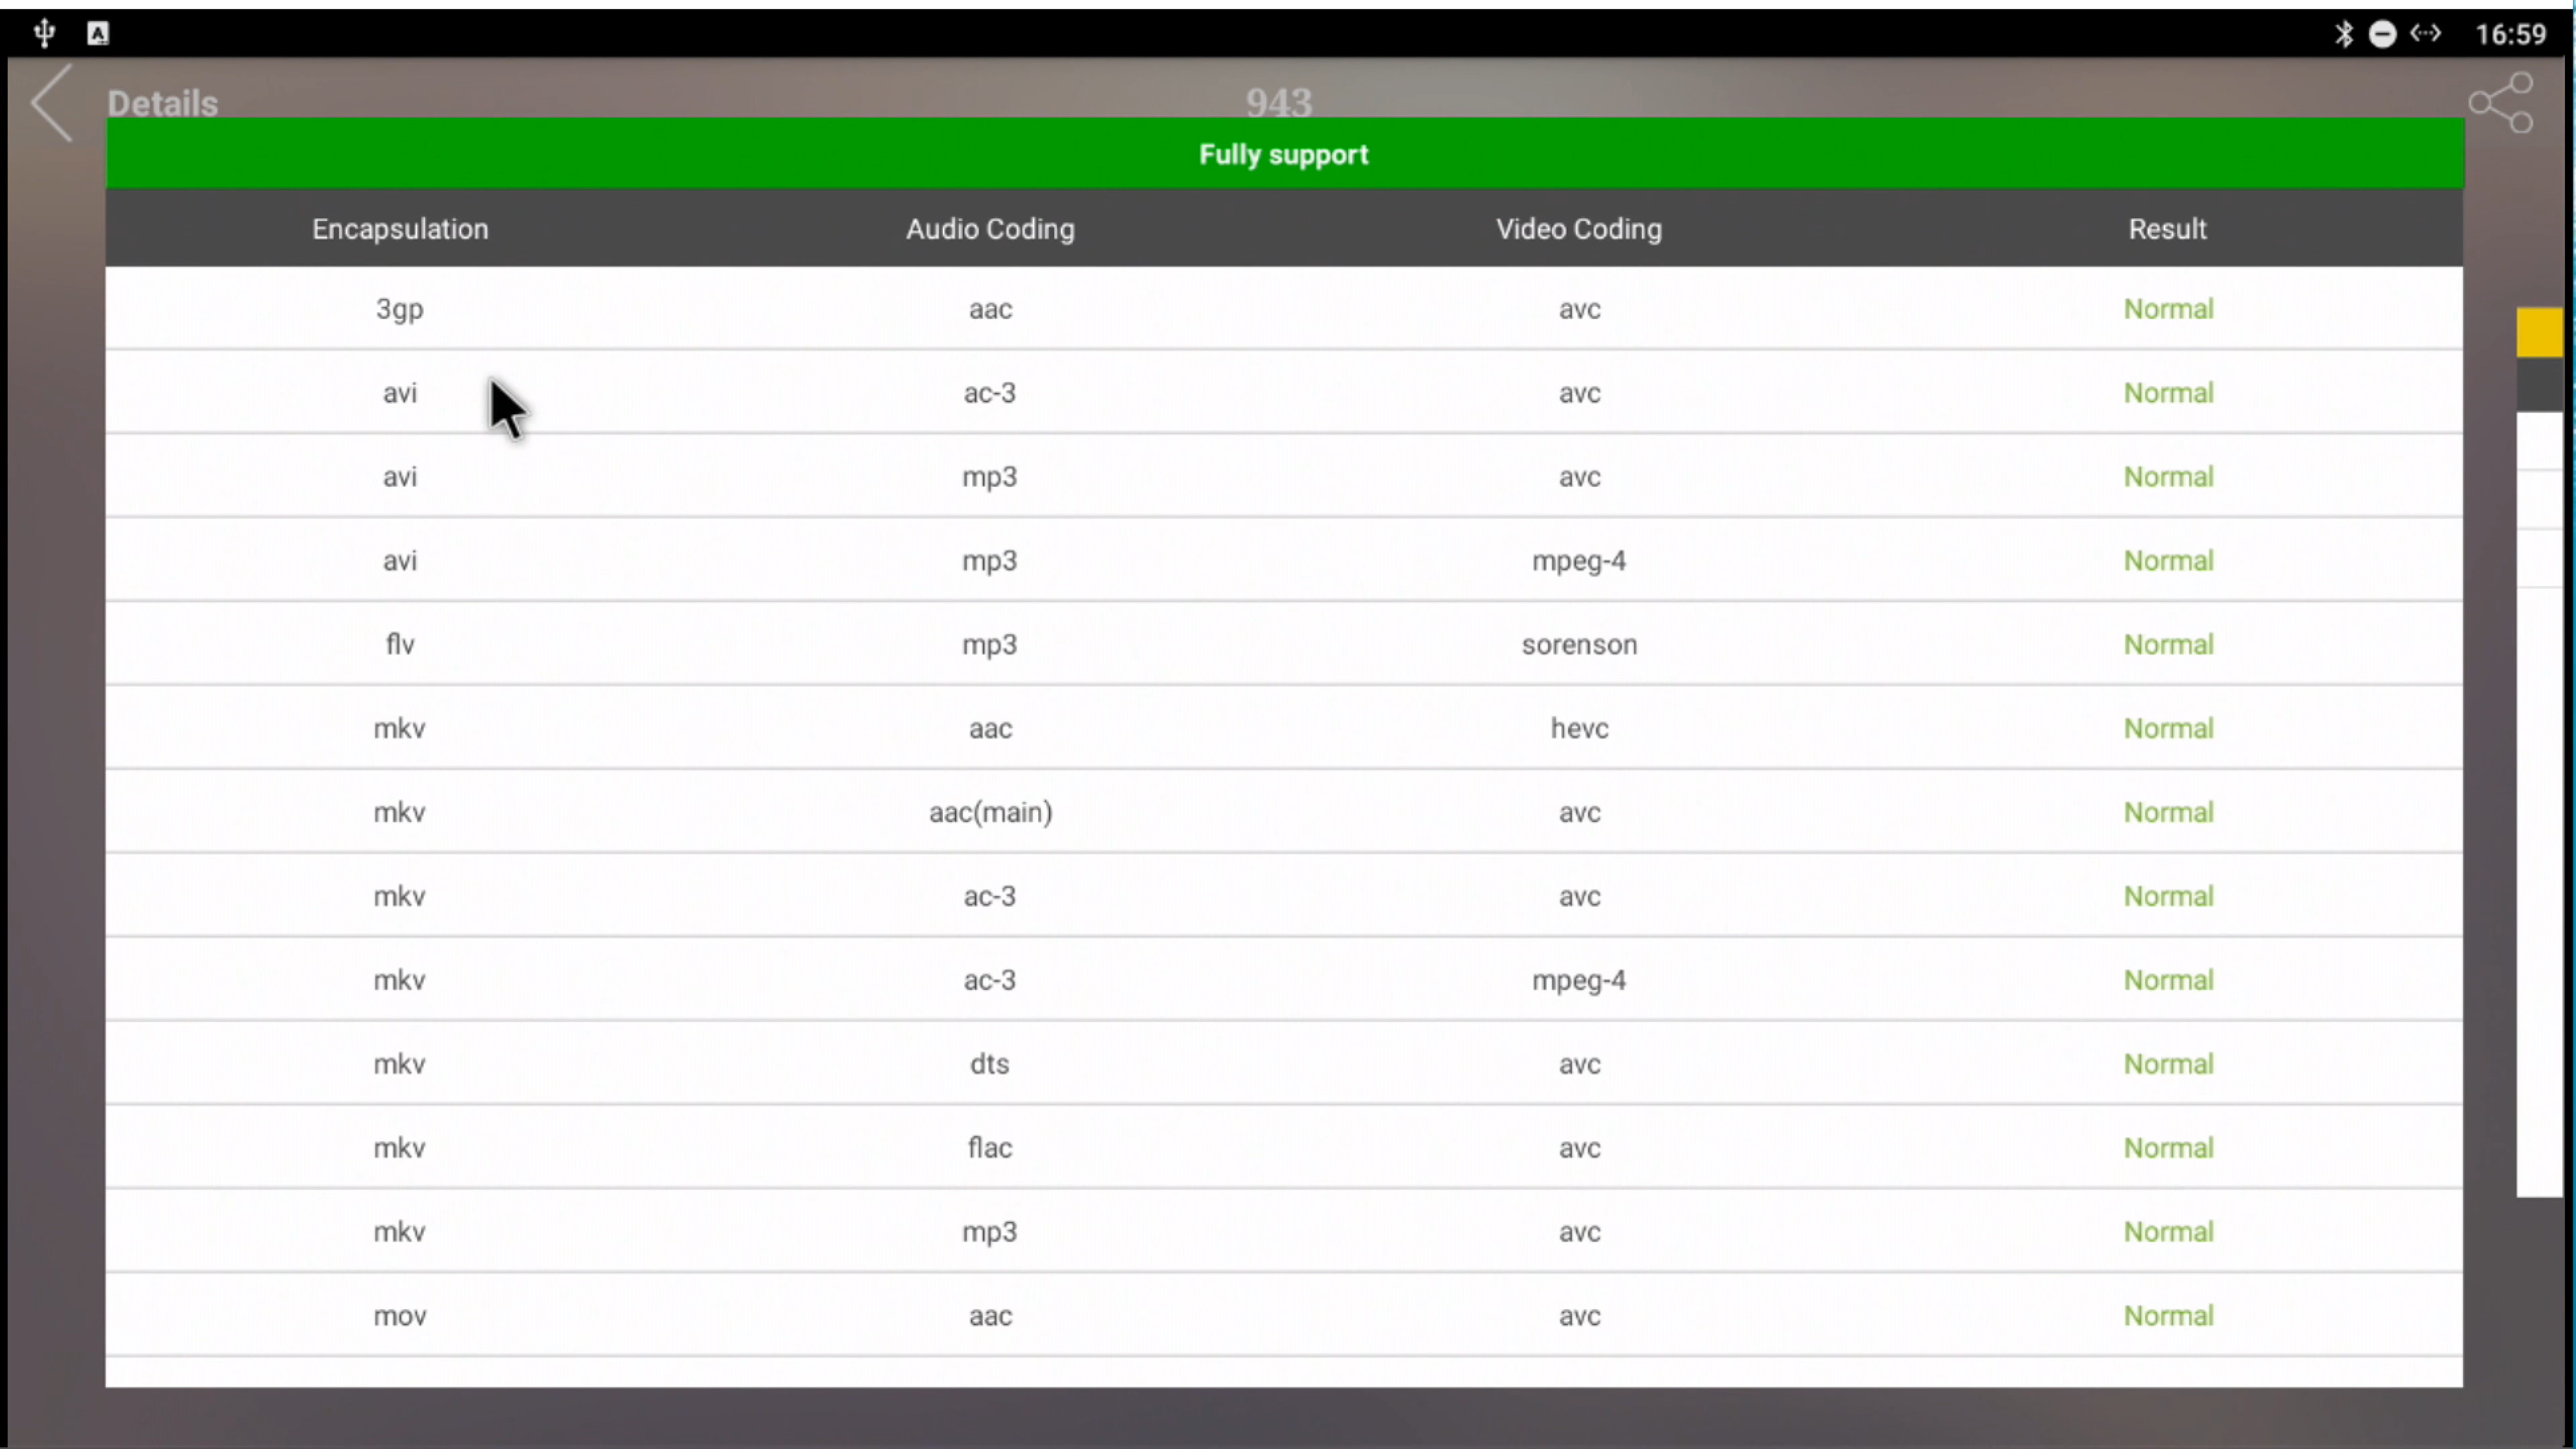 16:59
Details 943
Fully support
Encapsulation Audio Coding Video Coding Result
3gp aac avc Normal
avi ac-3 avc Normal
avi mp3 avc Normal
avi mp3 mpeg-4 Normal
flv mp3 sorenson Normal
mkv aac hevc Normal
mkv aac(main) avc Normal
mkv ac-3 avc Normal
mkv ac-3 mpeg-4 Normal
mkv dts avc Normal
mkv flac avc Normal
mkv mp3 avc Normal
mov aac avc Normal